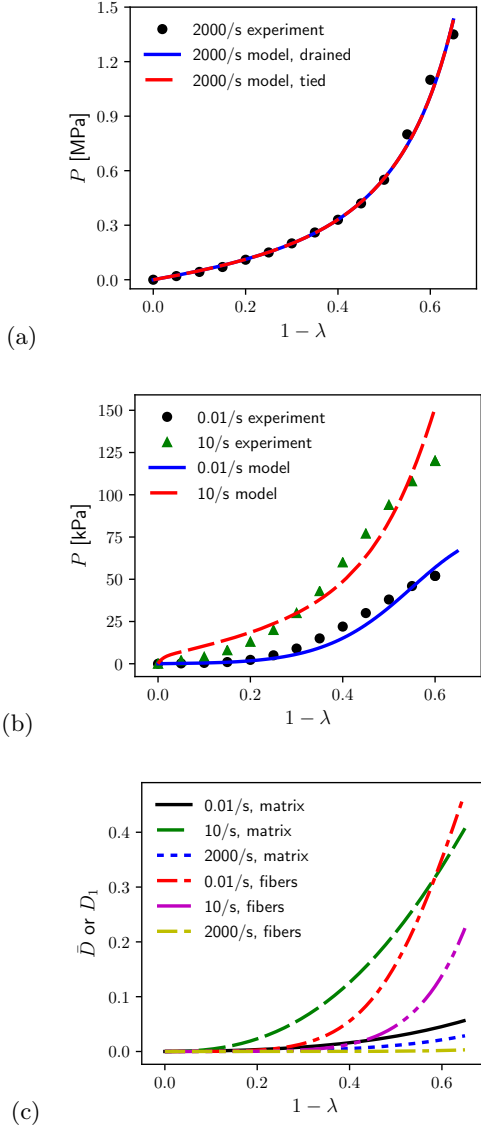 1.5
1.2
0.9
0.6
0.3
0.0
P [MPa]
2000/s experiment
2000/s model, drained
2000/s model, tied
0.0 0.2 0.4 0.6
1 − λ
(a)
150
125
100
75
50
25
0
P [kPa]
0.01/s experiment
10/s experiment
0.01/s model
10/s model
0.0 0.2 0.4 0.6
1 − λ
(b)
0.4
0.3
0.2
0.1
0.0
D̄ or D₁
0.01/s, matrix
10/s, matrix
2000/s, matrix
0.01/s, fibers
10/s, fibers
2000/s, fibers
0.0 0.2 0.4 0.6
1 − λ
(c)